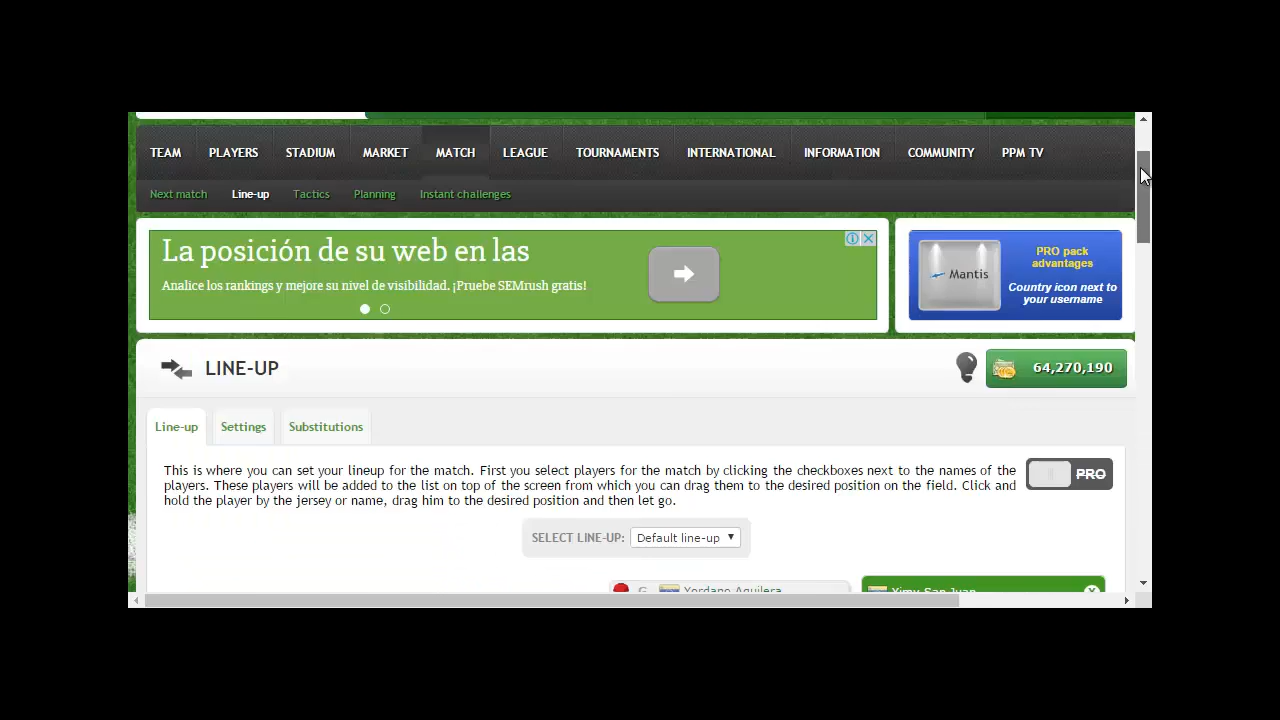 TEAM PLAYERS STADIUM MARKET MATCH LEAGUE TOURNAMENTS INTERNATIONAL INFORMATION COMMUNITY PPM TV
Next match Line-up Tactics Planning Instant challenges
La posición de su web en las
Analice los rankings y mejore su nivel de visibilidad. ¡Pruebe SEMrush gratis!
Mantis
PRO pack
advantages
Country icon next to
your username
LINE-UP
64,270,190
Line-up Settings Substitutions
This is where you can set your lineup for the match. First you select players for the match by clicking the checkboxes next to the names of the
players. These players will be added to the list on top of the screen from which you can drag them to the desired position on the field. Click and
hold the player by the jersey or name, drag him to the desired position and then let go.
PRO
SELECT LINE-UP: Default line-up
G Yordano Aguilera
Ximy San Juan